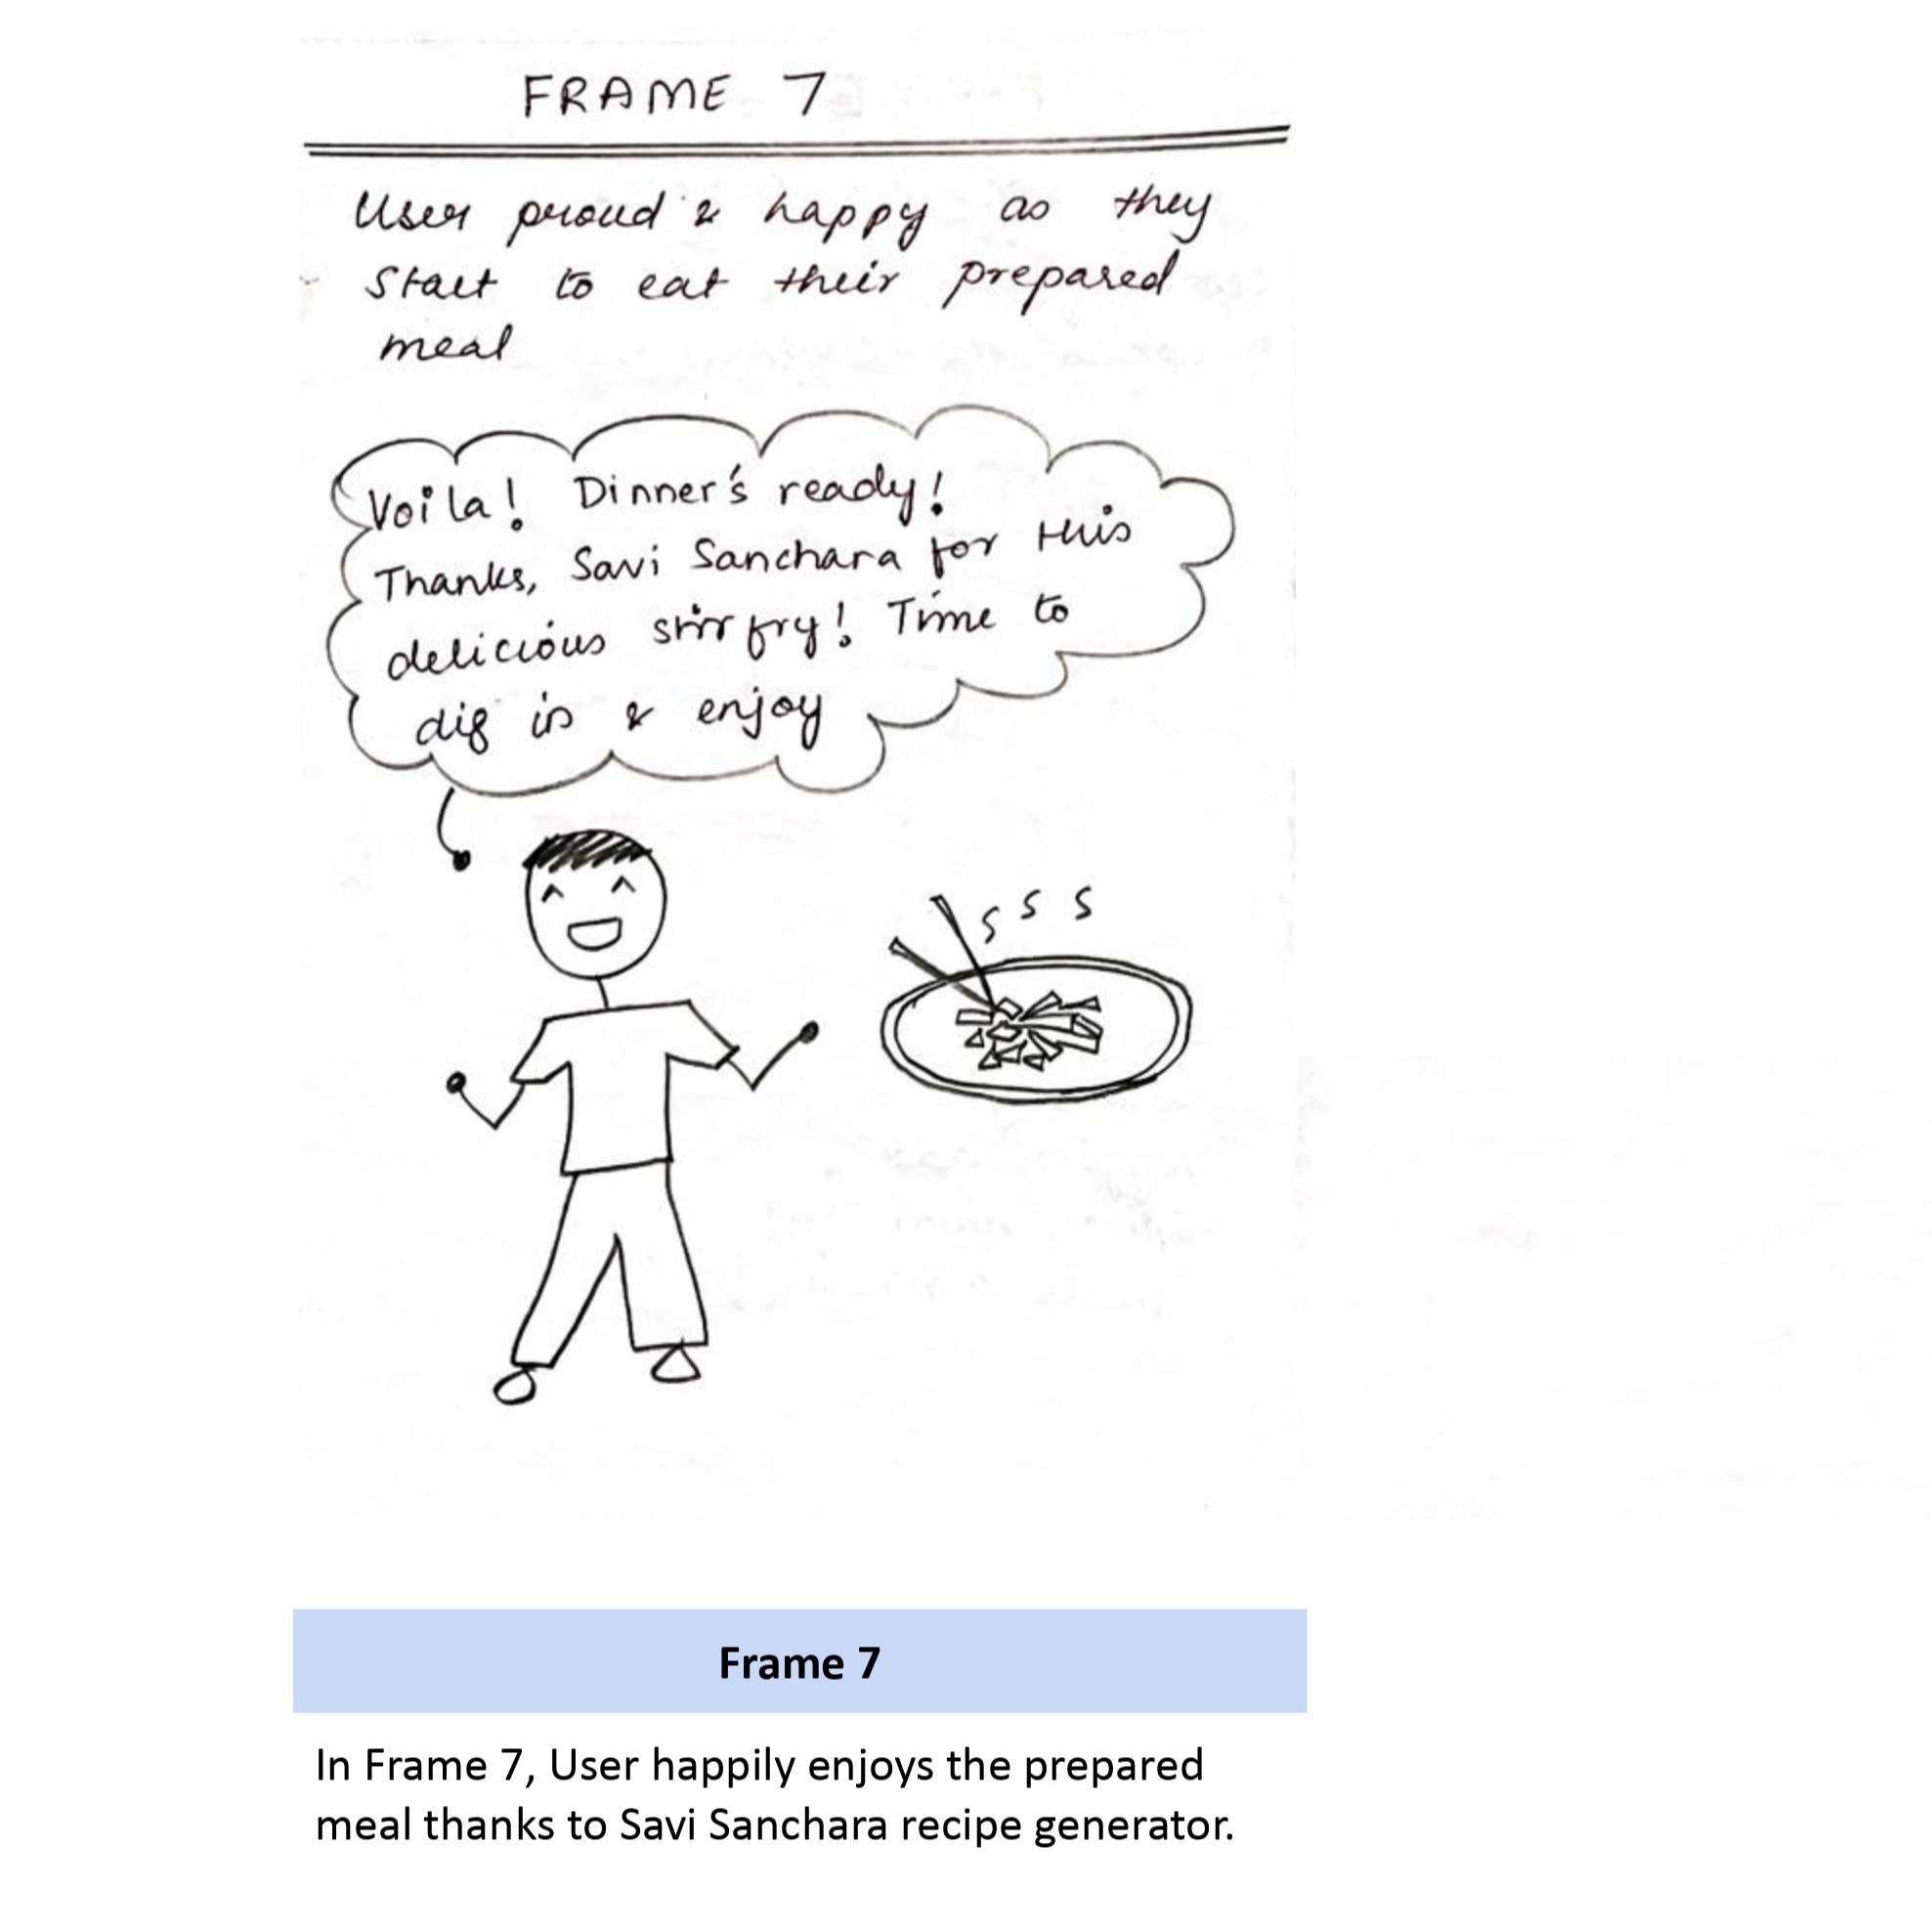 FRAME 7
User proud & happy as they
Start to eat their prepared
meal
Voila! Dinner's ready!
Thanks, Savi Sanchara for this
delicious stir fry! Time to
dig in & enjoy
S S S
Frame 7
In Frame 7, User happily enjoys the prepared
meal thanks to Savi Sanchara recipe generator.